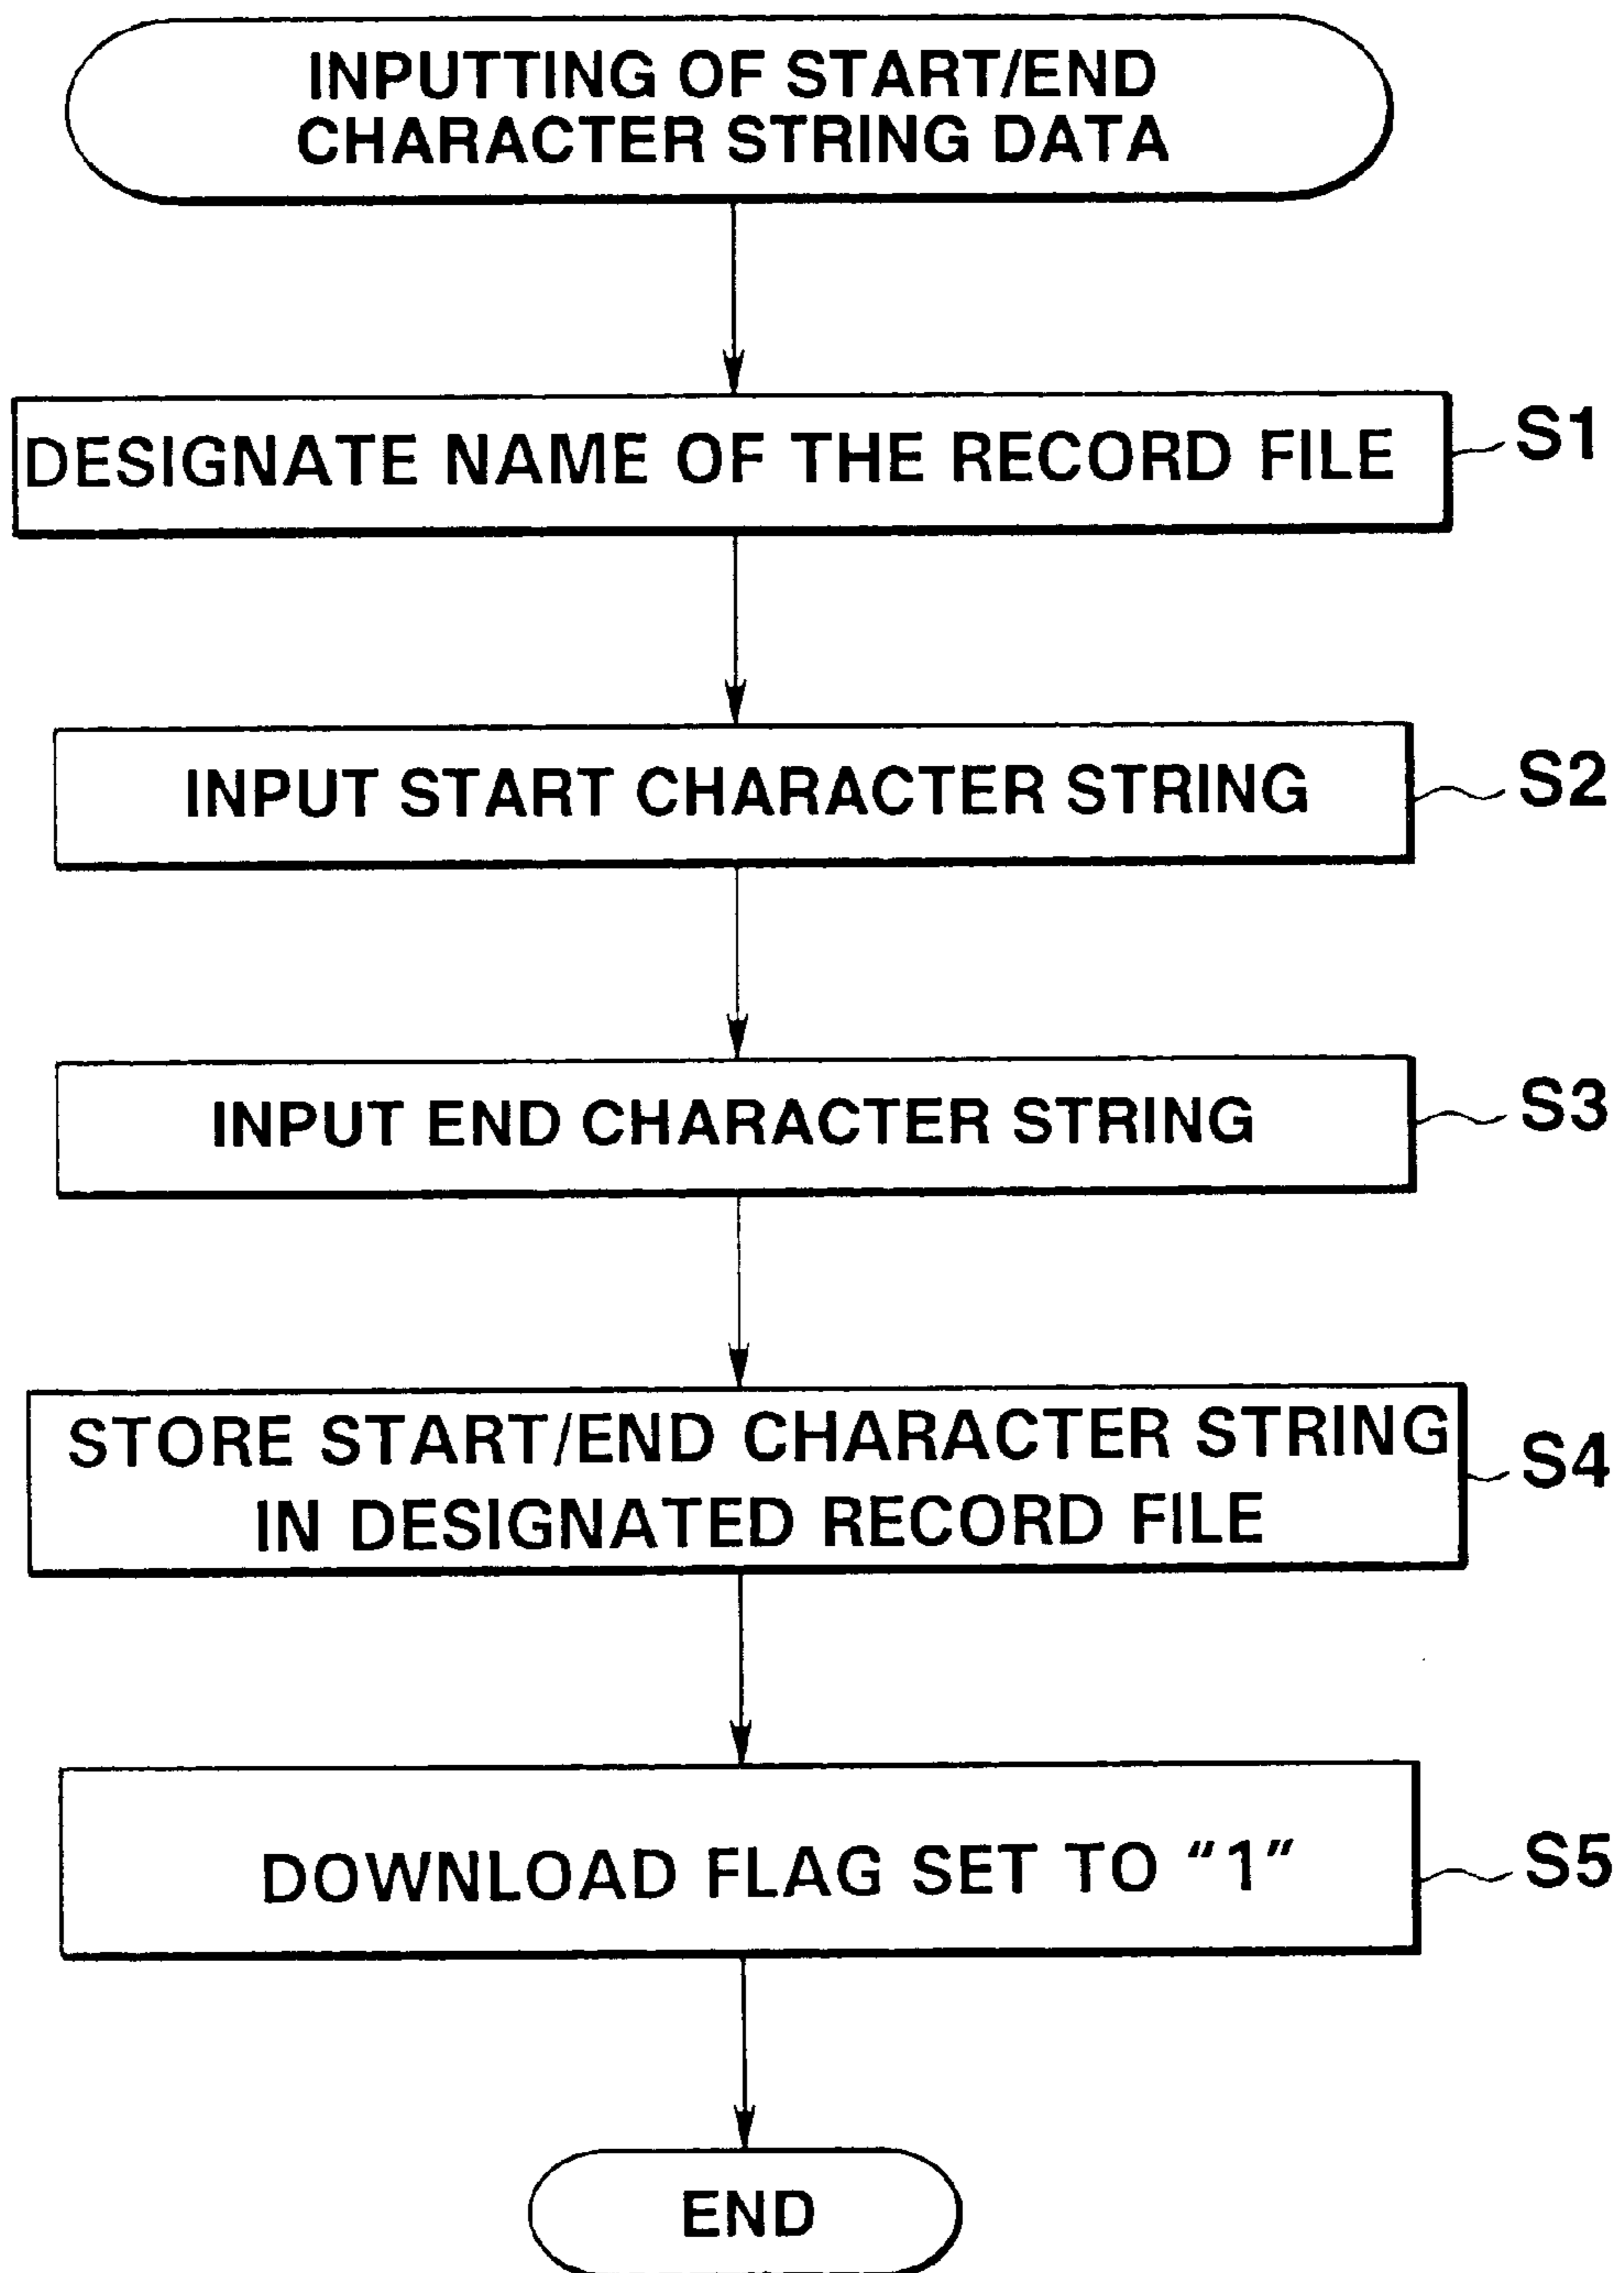 INPUTTING OF START/END
CHARACTER STRING DATA
DESIGNATE NAME OF THE RECORD FILE
S1
INPUT START CHARACTER STRING
S2
INPUT END CHARACTER STRING
S3
STORE START/END CHARACTER STRING
IN DESIGNATED RECORD FILE
S4
DOWNLOAD FLAG SET TO “1”
S5
END